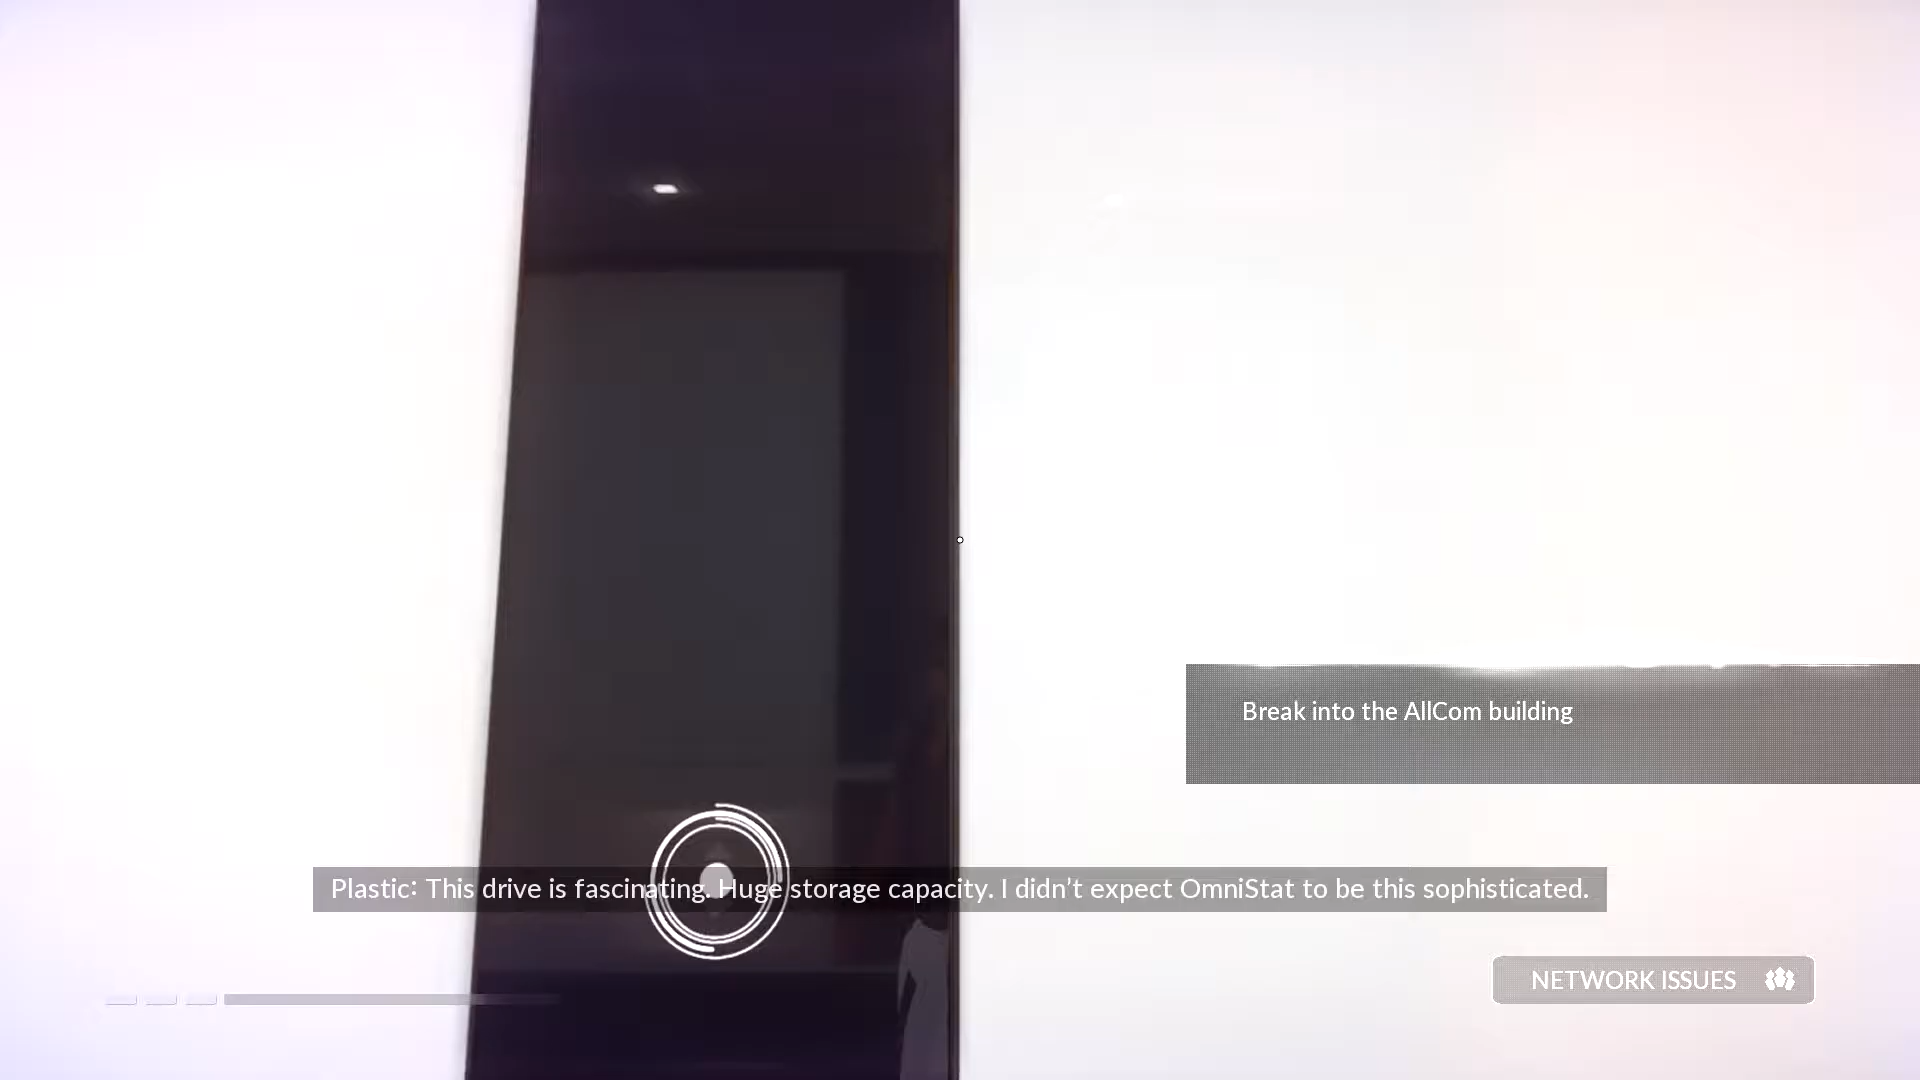 Break into the AllCom building
Plastic: This drive is fascinating. Huge storage capacity. I didn't expect OmniStat to be this sophisticated.
NETWORK ISSUES